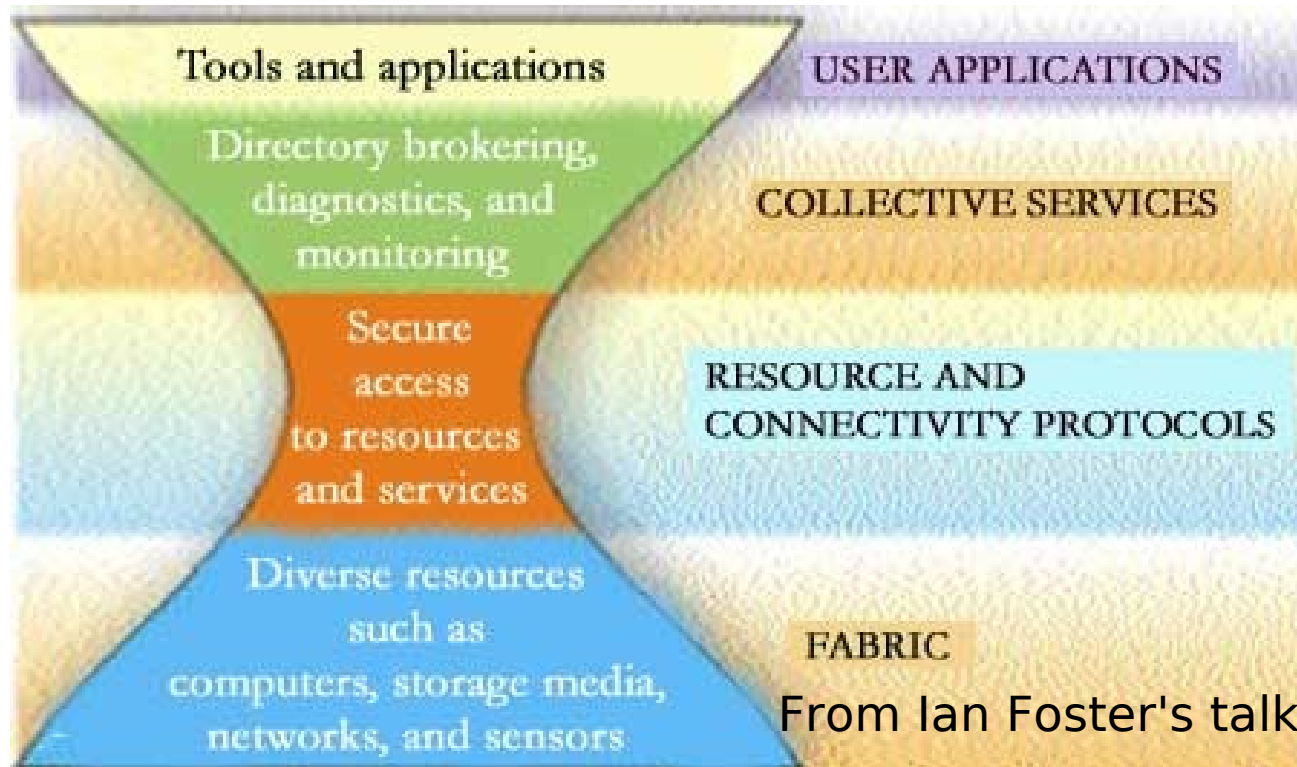 Tools and applications
USER APPLICATIONS
Directory brokering,
diagnostics, and
monitoring
COLLECTIVE SERVICES
Secure
access
to resources
and services
RESOURCE AND
CONNECTIVITY PROTOCOLS
Diverse resources
such as
computers, storage media,
networks, and sensors
FABRIC
From Ian Foster's talk